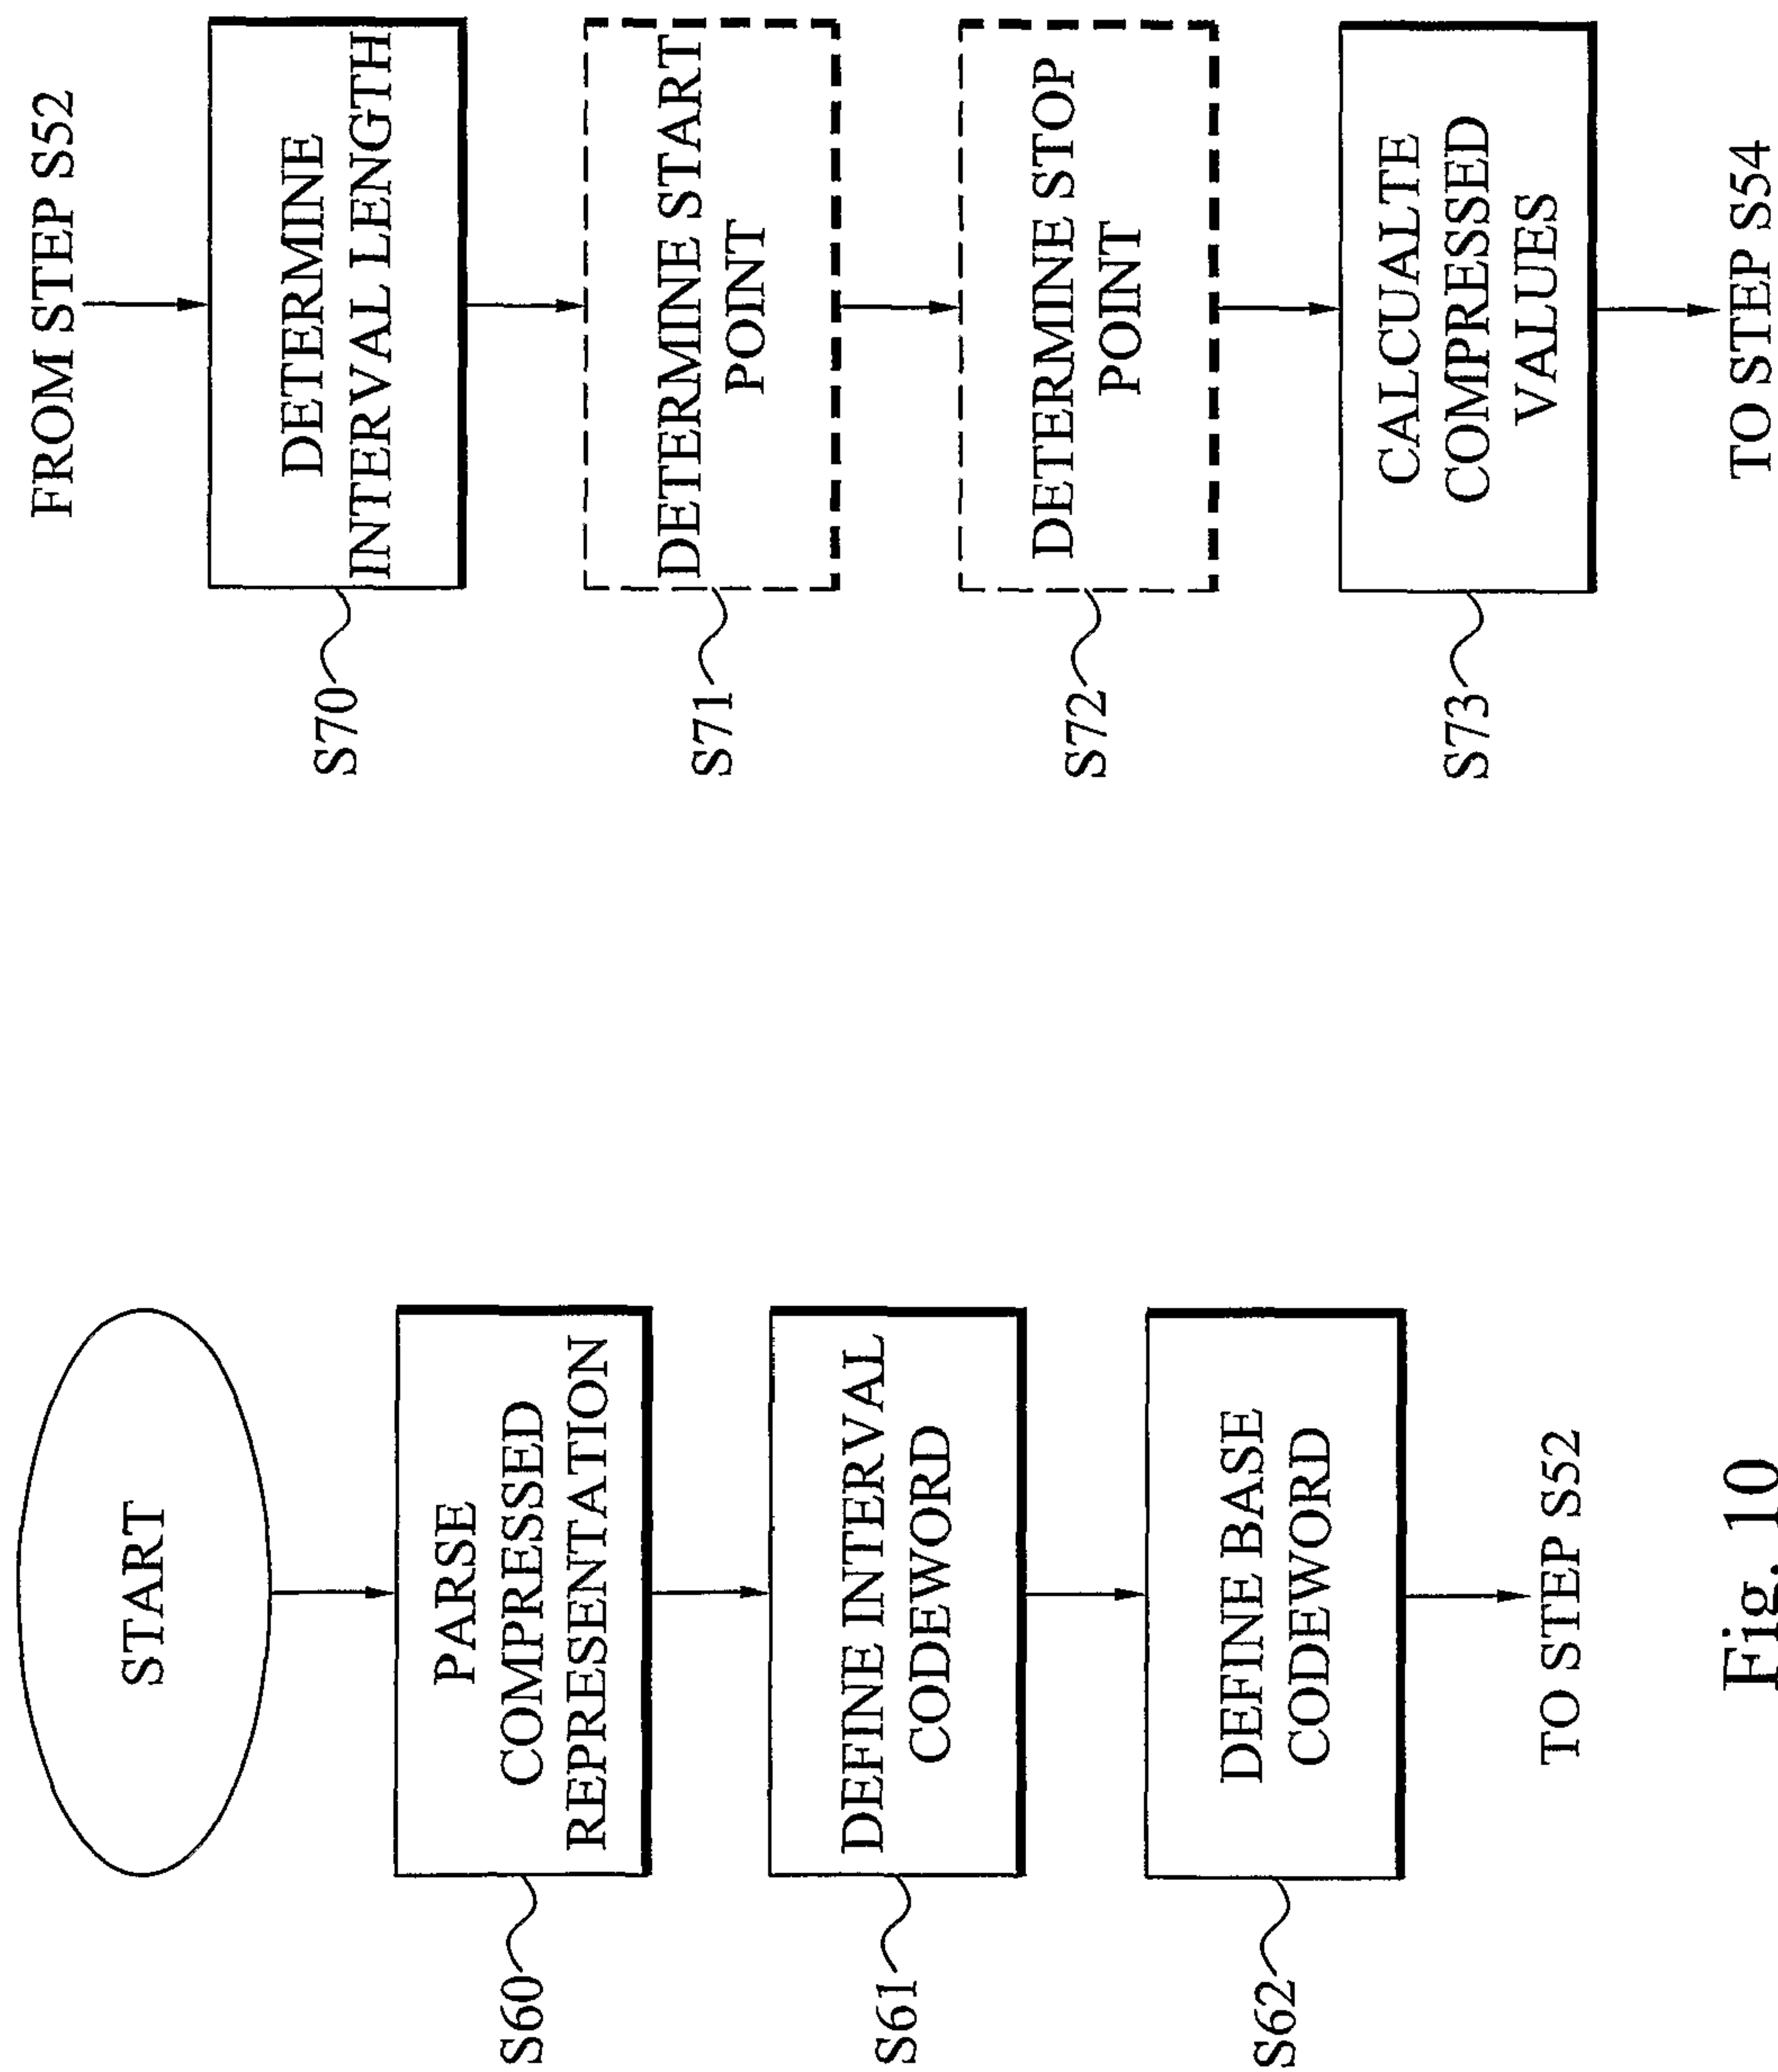 START
S60
PARSE
COMPRESSED
REPRESENTATION
S61
DEFINE INTERVAL
CODEWORD
S62
DEFINE BASE
CODEWORD
TO STEP S52
Fig. 10
FROM STEP S52
S70
DETERMINE
INTERVAL LENGTH
S71
DETERMINE START
POINT
S72
DETERMINE STOP
POINT
S73
CALCUALTE
COMPRESSED
VALUES
TO STEP S54